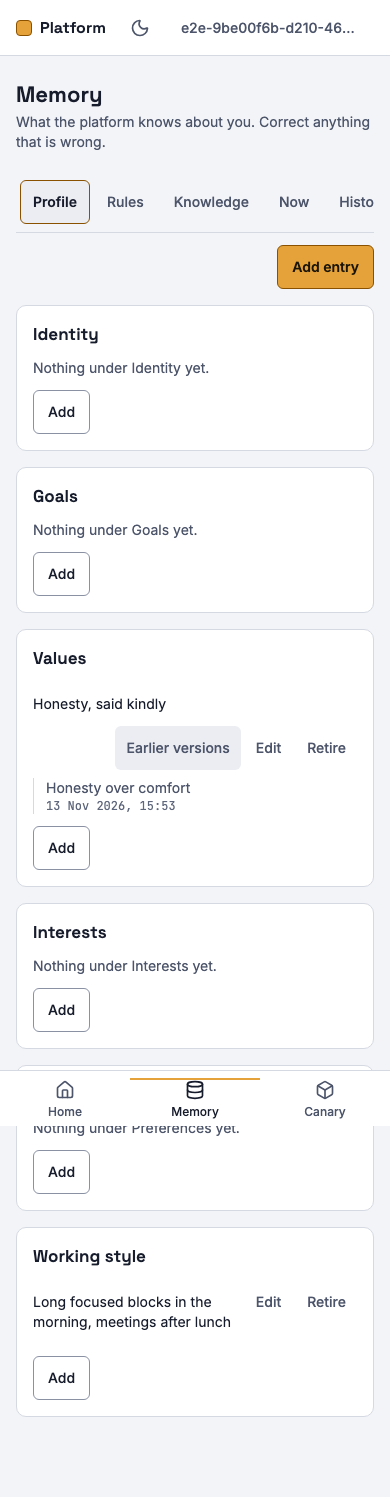 Platform
e2e-9be00f6b-d210-46...
Memory
What the platform knows about you. Correct anything
that is wrong.
Profile Rules Knowledge Now Histo
Add entry
Identity
Nothing under Identity yet.
Add
Goals
Nothing under Goals yet.
Add
Values
Honesty, said kindly
Earlier versions Edit Retire
Honesty over comfort
13 Nov 2026, 15:53
Add
Interests
Nothing under Interests yet.
Add
Home Memory Canary
Nothing under Preferences yet.
Add
Working style
Long focused blocks in the
morning, meetings after lunch
Edit Retire
Add